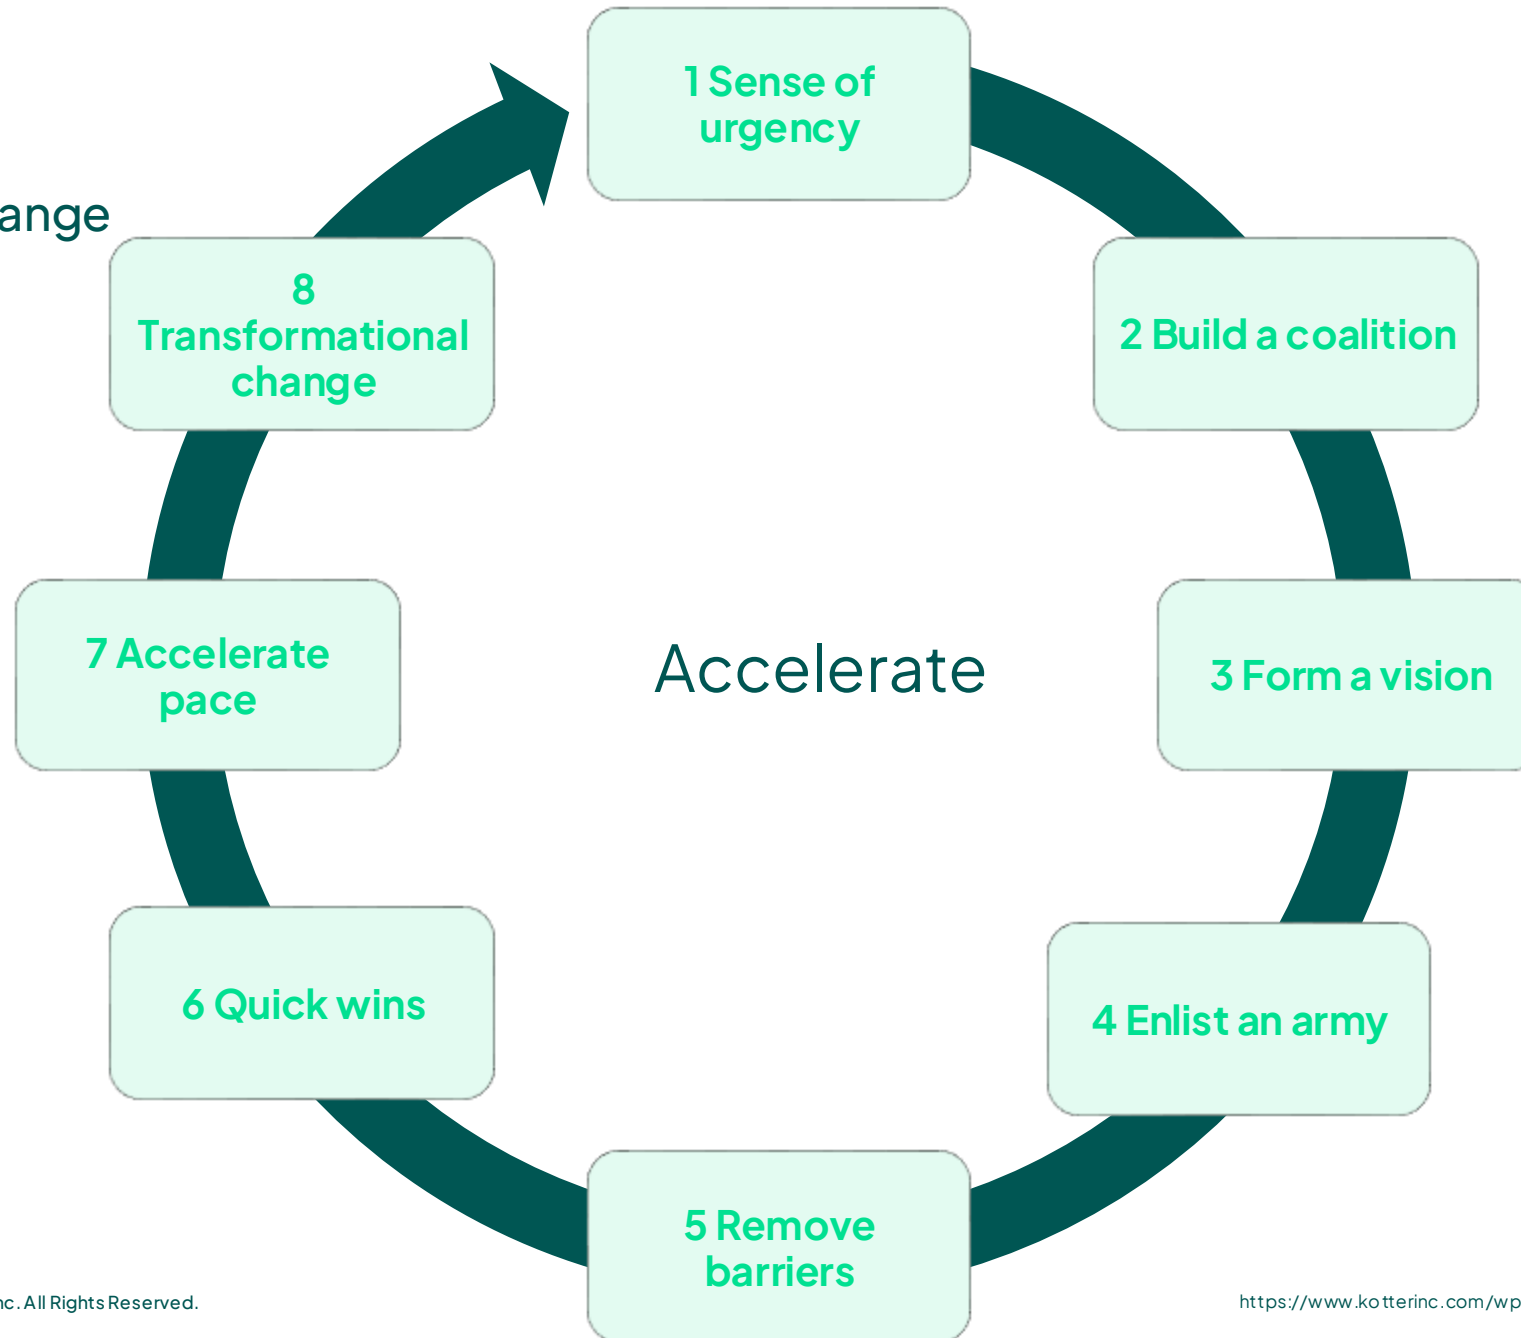 1 Sense of
urgency
2 Build a coalition
3 Form a vision
4 Enlist an army
5 Remove
barriers
6 Quick wins
7 Accelerate
pace
8
Transformational
change
Accelerate
ange
nc. All Rights Reserved.
https://www.kotterinc.com/wp